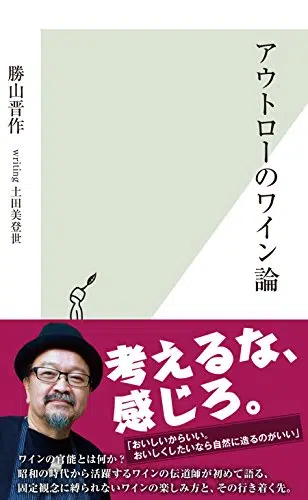 アウトローのワイン論
勝山晋作
writing 土田美登世
考えるな、
感じろ。
「おいしいからいい。
おいしくしたいなら自然に造るのがいい」
ワインの官能とは何か?
昭和の時代から活躍するワインの伝道師が初めて語る、
固定観念に縛られないワインの楽しみ方と、その行き着く先。